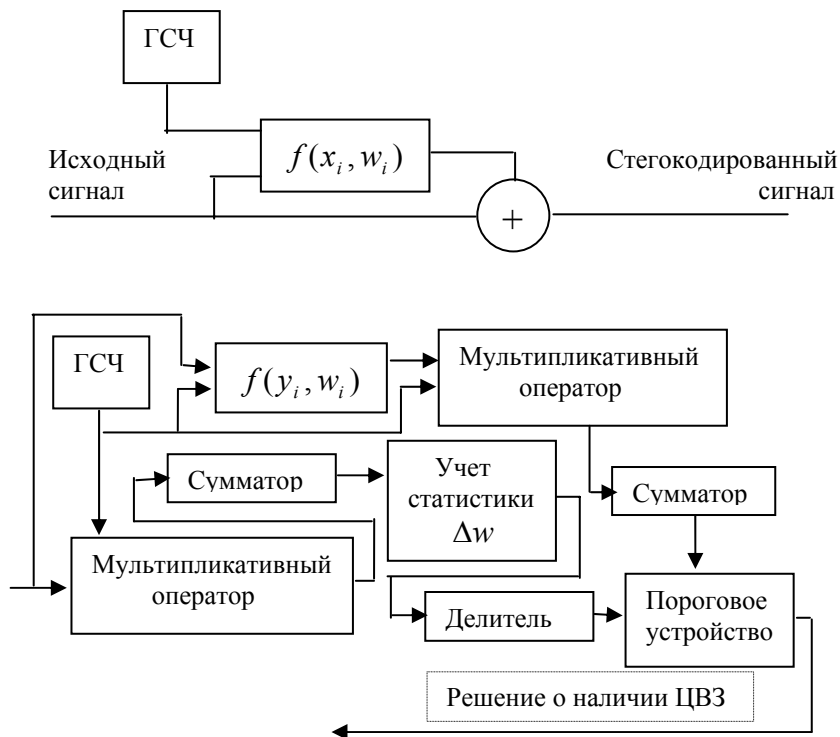 ГСЧ
Исходный
сигнал
f(x_i, w_i)
Стегокодированный
сигнал
+
ГСЧ
f(y_i, w_i)
Мультипликативный
оператор
Сумматор
Учет
статистики
Δw
Сумматор
Мультипликативный
оператор
Делитель
Пороговое
устройство
Решение о наличии ЦВЗ